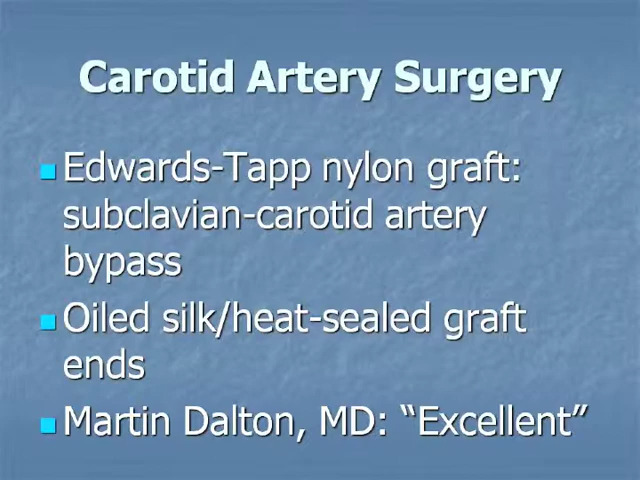 Carotid Artery Surgery
Edwards-Tapp nylon graft:
subclavian-carotid artery
bypass
Oiled silk/heat-sealed graft
ends
Martin Dalton, MD: “Excellent”